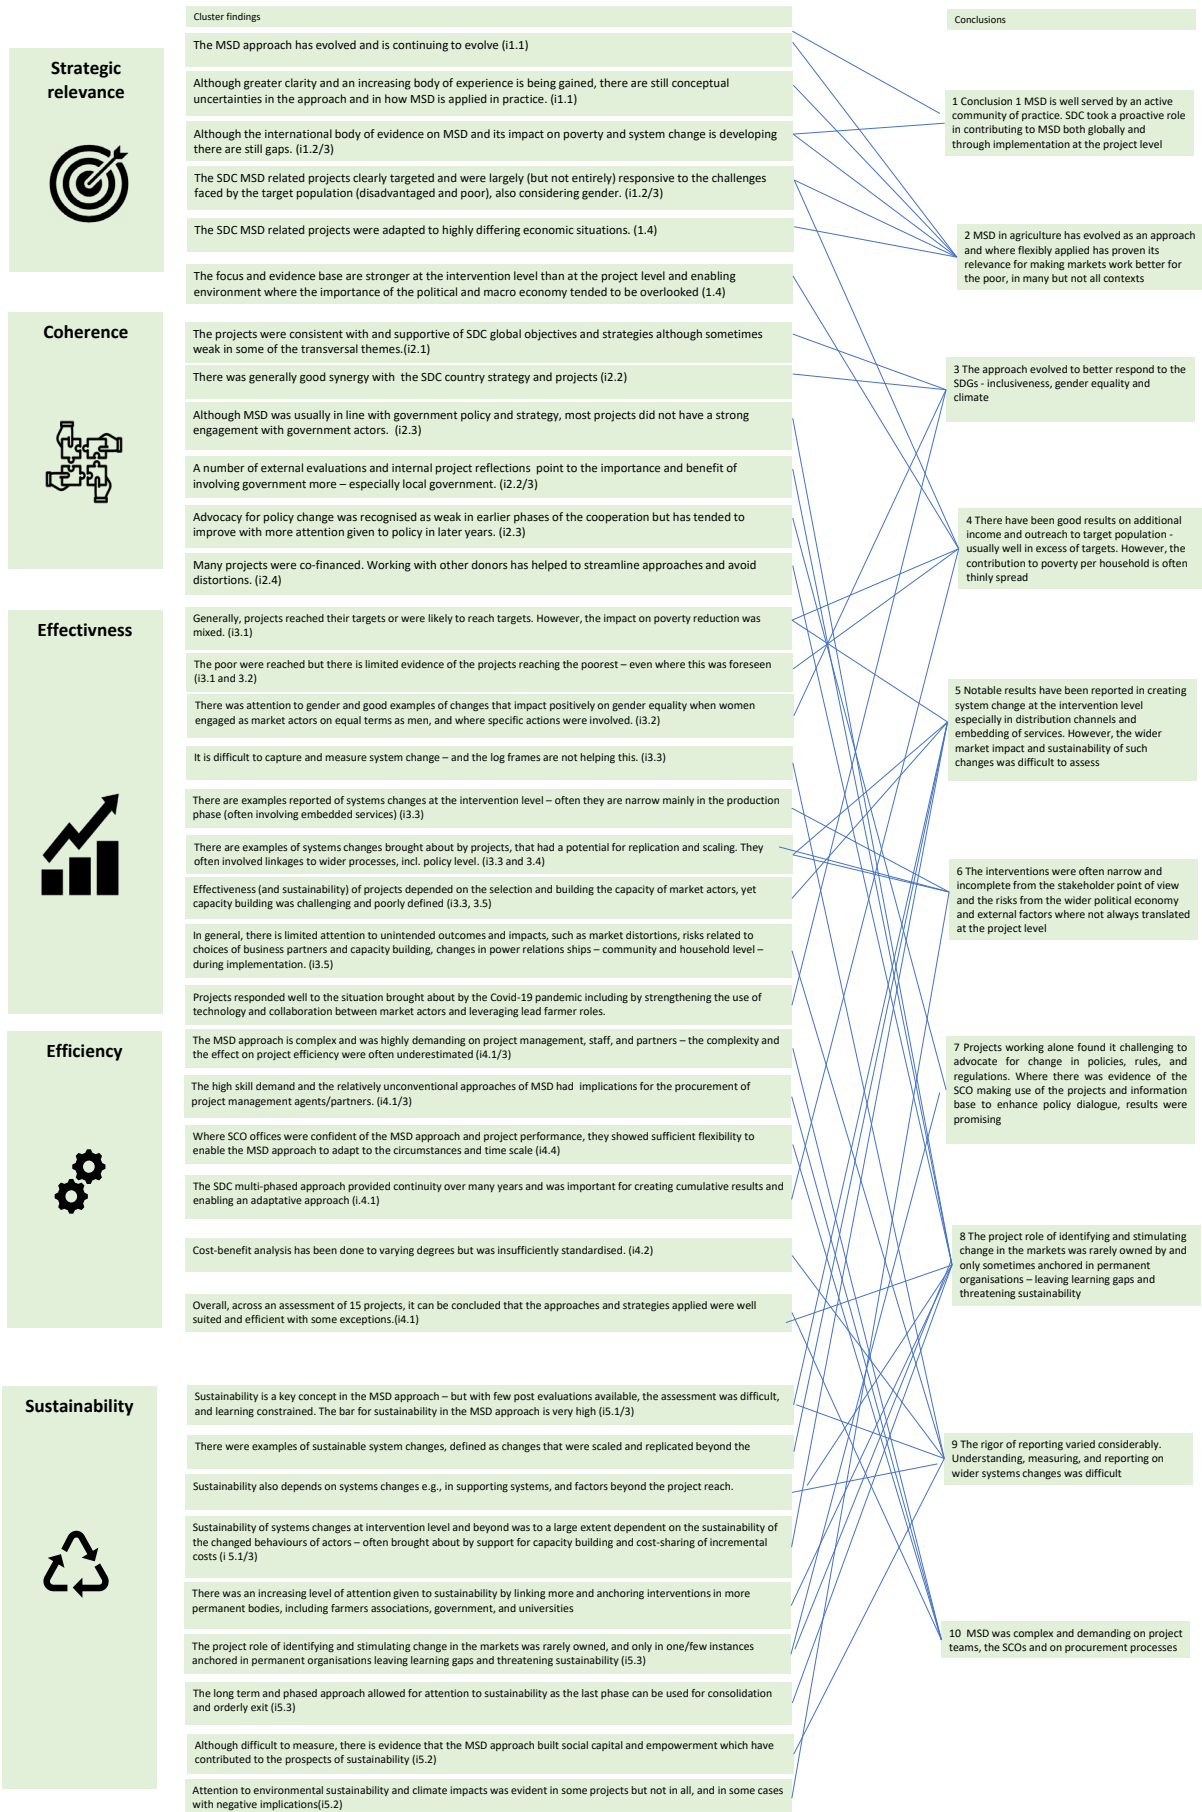 Cluster findings
Conclusions
Strategic
relevance
The MSD approach has evolved and is continuing to evolve (i1.1)
Although greater clarity and an increasing body of experience is being gained, there are still conceptual
uncertainties in the approach and in how MSD is applied in practice. (i1.1)
Although the international body of evidence on MSD and its impact on poverty and system change is developing
there are still gaps. (i1.2/3)
The SDC MSD related projects clearly targeted and were largely (but not entirely) responsive to the challenges
faced by the target population (disadvantaged and poor), also considering gender. (i1.2/3)
The SDC MSD related projects were adapted to highly differing economic situations. (1.4)
The focus and evidence base are stronger at the intervention level than at the project level and enabling
environment where the importance of the political and macro economy tended to be overlooked (1.4)
Coherence
The projects were consistent with and supportive of SDC global objectives and strategies although sometimes
weak in some of the transversal themes.(i2.1)
There was generally good synergy with  the SDC country strategy and projects (i2.2)
Although MSD was usually in line with government policy and strategy, most projects did not have a strong
engagement with government actors.  (i2.3)
A number of external evaluations and internal project reflections  point to the importance and benefit of
involving government more – especially local government. (i2.2/3)
Advocacy for policy change was recognised as weak in earlier phases of the cooperation but has tended to
improve with more attention given to policy in later years. (i2.3)
Many projects were co-financed. Working with other donors has helped to streamline approaches and avoid
distortions. (i2.4)
Effectivness
Generally, projects reached their targets or were likely to reach targets. However, the impact on poverty reduction was
mixed. (i3.1)
The poor were reached but there is limited evidence of the projects reaching the poorest – even where this was foreseen
(i3.1 and 3.2)
There was attention to gender and good examples of changes that impact positively on gender equality when women
engaged as market actors on equal terms as men, and where specific actions were involved. (i3.2)
It is difficult to capture and measure system change – and the log frames are not helping this. (i3.3)
There are examples reported of systems changes at the intervention level – often they are narrow mainly in the production
phase (often involving embedded services) (i3.3)
There are examples of systems changes brought about by projects, that had a potential for replication and scaling. They
often involved linkages to wider processes, incl. policy level. (i3.3 and 3.4)
Effectiveness (and sustainability) of projects depended on the selection and building the capacity of market actors, yet
capacity building was challenging and poorly defined (i3.3, 3.5)
In general, there is limited attention to unintended outcomes and impacts, such as market distortions, risks related to
choices of business partners and capacity building, changes in power relations ships – community and household level –
during implementation. (i3.5)
Projects responded well to the situation brought about by the Covid-19 pandemic including by strengthening the use of
technology and collaboration between market actors and leveraging lead farmer roles.
Efficiency
The MSD approach is complex and was highly demanding on project management, staff, and partners – the complexity and
the effect on project efficiency were often underestimated (i4.1/3)
The high skill demand and the relatively unconventional approaches of MSD had  implications for the procurement of
project management agents/partners. (i4.1/3)
Where SCO offices were confident of the MSD approach and project performance, they showed sufficient flexibility to
enable the MSD approach to adapt to the circumstances and time scale (i4.4)
The SDC multi-phased approach provided continuity over many years and was important for creating cumulative results and
enabling an adaptative approach (i.4.1)
Cost-benefit analysis has been done to varying degrees but was insufficiently standardised. (i4.2)
Overall, across an assessment of 15 projects, it can be concluded that the approaches and strategies applied were well
suited and efficient with some exceptions.(i4.1)
Sustainability
Sustainability is a key concept in the MSD approach – but with few post evaluations available, the assessment was difficult,
and learning constrained. The bar for sustainability in the MSD approach is very high (i5.1/3)
There were examples of sustainable system changes, defined as changes that were scaled and replicated beyond the
Sustainability also depends on systems changes e.g., in supporting systems, and factors beyond the project reach.
Sustainability of systems changes at intervention level and beyond was to a large extent dependent on the sustainability of
the changed behaviours of actors – often brought about by support for capacity building and cost-sharing of incremental
costs (i 5.1/3)
There was an increasing level of attention given to sustainability by linking more and anchoring interventions in more
permanent bodies, including farmers associations, government, and universities
The project role of identifying and stimulating change in the markets was rarely owned, and only in one/few instances
anchored in permanent organisations leaving learning gaps and threatening sustainability (i5.3)
The long term and phased approach allowed for attention to sustainability as the last phase can be used for consolidation
and orderly exit (i5.3)
Although difficult to measure, there is evidence that the MSD approach built social capital and empowerment which have
contributed to the prospects of sustainability (i5.2)
Attention to environmental sustainability and climate impacts was evident in some projects but not in all, and in some cases
with negative implications(i5.2)
1 Conclusion 1 MSD is well served by an active
community of practice. SDC took a proactive role
in contributing to MSD both globally and
through implementation at the project level
2 MSD in agriculture has evolved as an approach
and where flexibly applied has proven its
relevance for making markets work better for
the poor, in many but not all contexts
3 The approach evolved to better respond to the
SDGs - inclusiveness, gender equality and
climate
4 There have been good results on additional
income and outreach to target population -
usually well in excess of targets. However, the
contribution to poverty per household is often
thinly spread
5 Notable results have been reported in creating
system change at the intervention level
especially in distribution channels and
embedding of services. However, the wider
market impact and sustainability of such
changes was difficult to assess
6 The interventions were often narrow and
incomplete from the stakeholder point of view
and the risks from the wider political economy
and external factors where not always translated
at the project level
7 Projects working alone found it challenging to
advocate for change in policies, rules, and
regulations. Where there was evidence of the
SCO making use of the projects and information
base to enhance policy dialogue, results were
promising
8 The project role of identifying and stimulating
change in the markets was rarely owned by and
only sometimes anchored in permanent
organisations – leaving learning gaps and
threatening sustainability
9 The rigor of reporting varied considerably.
Understanding, measuring, and reporting on
wider systems changes was difficult
10  MSD was complex and demanding on project
teams, the SCOs and on procurement processes